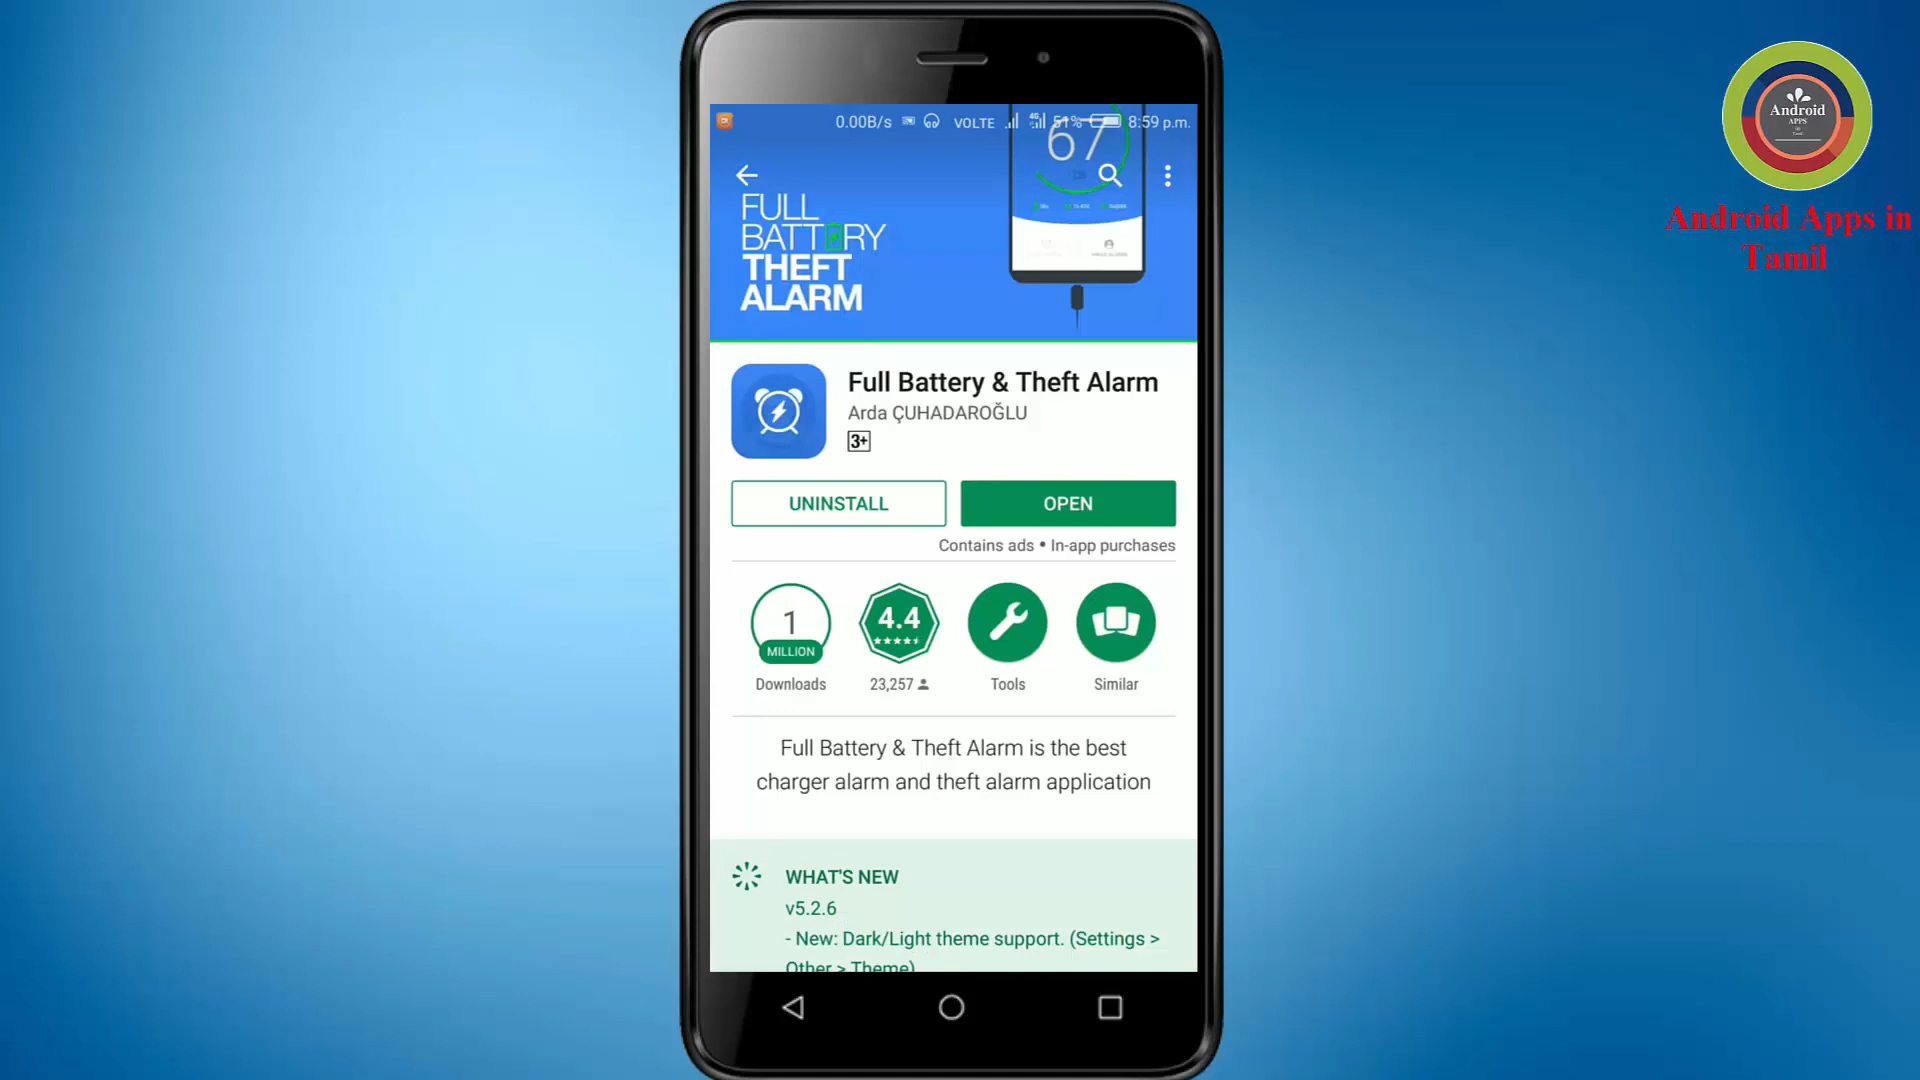 0.00B/s VOLTE 4G 51% 8:59 p.m.
67
FULL
BATTERY
THEFT
ALARM
Full Battery & Theft Alarm
Arda ÇUHADAROĞLU
3+
UNINSTALL
OPEN
Contains ads • In-app purchases
1
MILLION
4.4
Downloads
23,257
Tools
Similar
Full Battery & Theft Alarm is the best
charger alarm and theft alarm application
WHAT'S NEW
v5.2.6
- New: Dark/Light theme support. (Settings >
Other > Theme)
Android
APPS
Android Apps in
Tamil